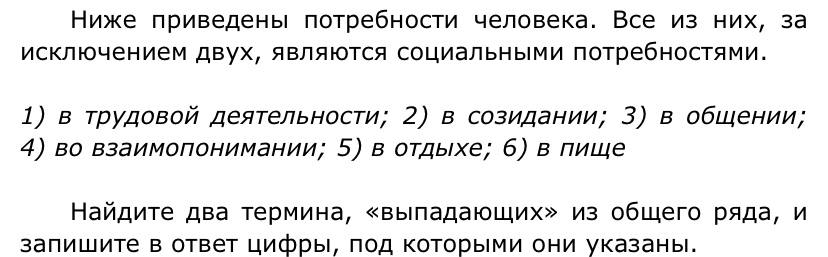 Ниже приведены потребности человека. Все из них, за
исключением двух, являются социальными потребностями.
1) в трудовой деятельности; 2) в созидании; 3) в общении;
4) во взаимопонимании; 5) в отдыхе; 6) в пище
Найдите два термина, «выпадающих» из общего ряда, и
запишите в ответ цифры, под которыми они указаны.